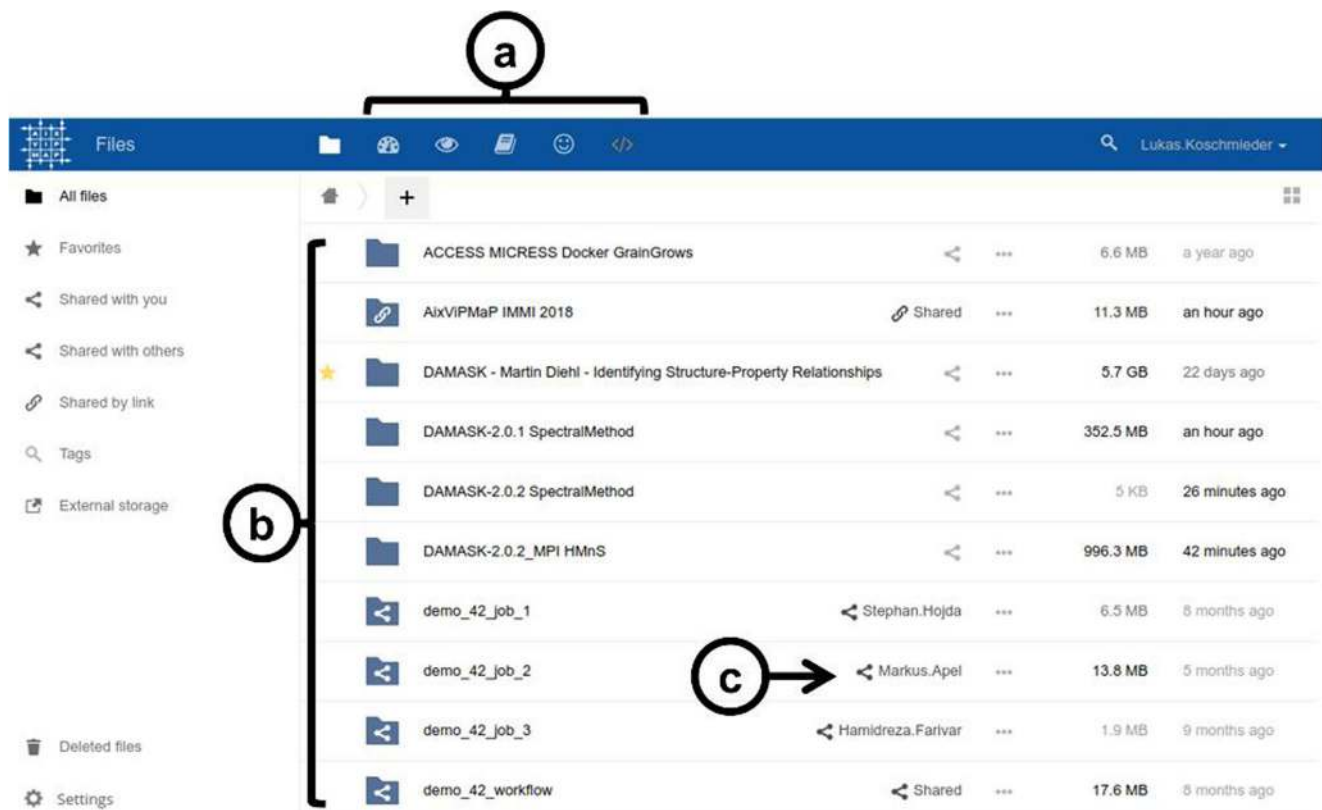 a
Files
</>
Lukas.Koschmieder
All files
+
Favorites
ACCESS MICRESS Docker GrainGrows ... 6.6 MB a year ago
Shared with you
AixViPMaP IMMI 2018 Shared ... 11.3 MB an hour ago
Shared with others
DAMASK - Martin Diehl - Identifying Structure-Property Relationships ... 5.7 GB 22 days ago
Shared by link
DAMASK-2.0.1 SpectralMethod ... 352.5 MB an hour ago
Tags
DAMASK-2.0.2 SpectralMethod ... 5 KB 26 minutes ago
External storage
b
DAMASK-2.0.2_MPI HMnS ... 996.3 MB 42 minutes ago
demo_42_job_1 Stephan.Hojda ... 6.5 MB 8 months ago
c
demo_42_job_2 Markus.Apel ... 13.8 MB 5 months ago
demo_42_job_3 Hamidreza.Farivar ... 1.9 MB 9 months ago
Deleted files
demo_42_workflow Shared ... 17.6 MB 8 months ago
Settings